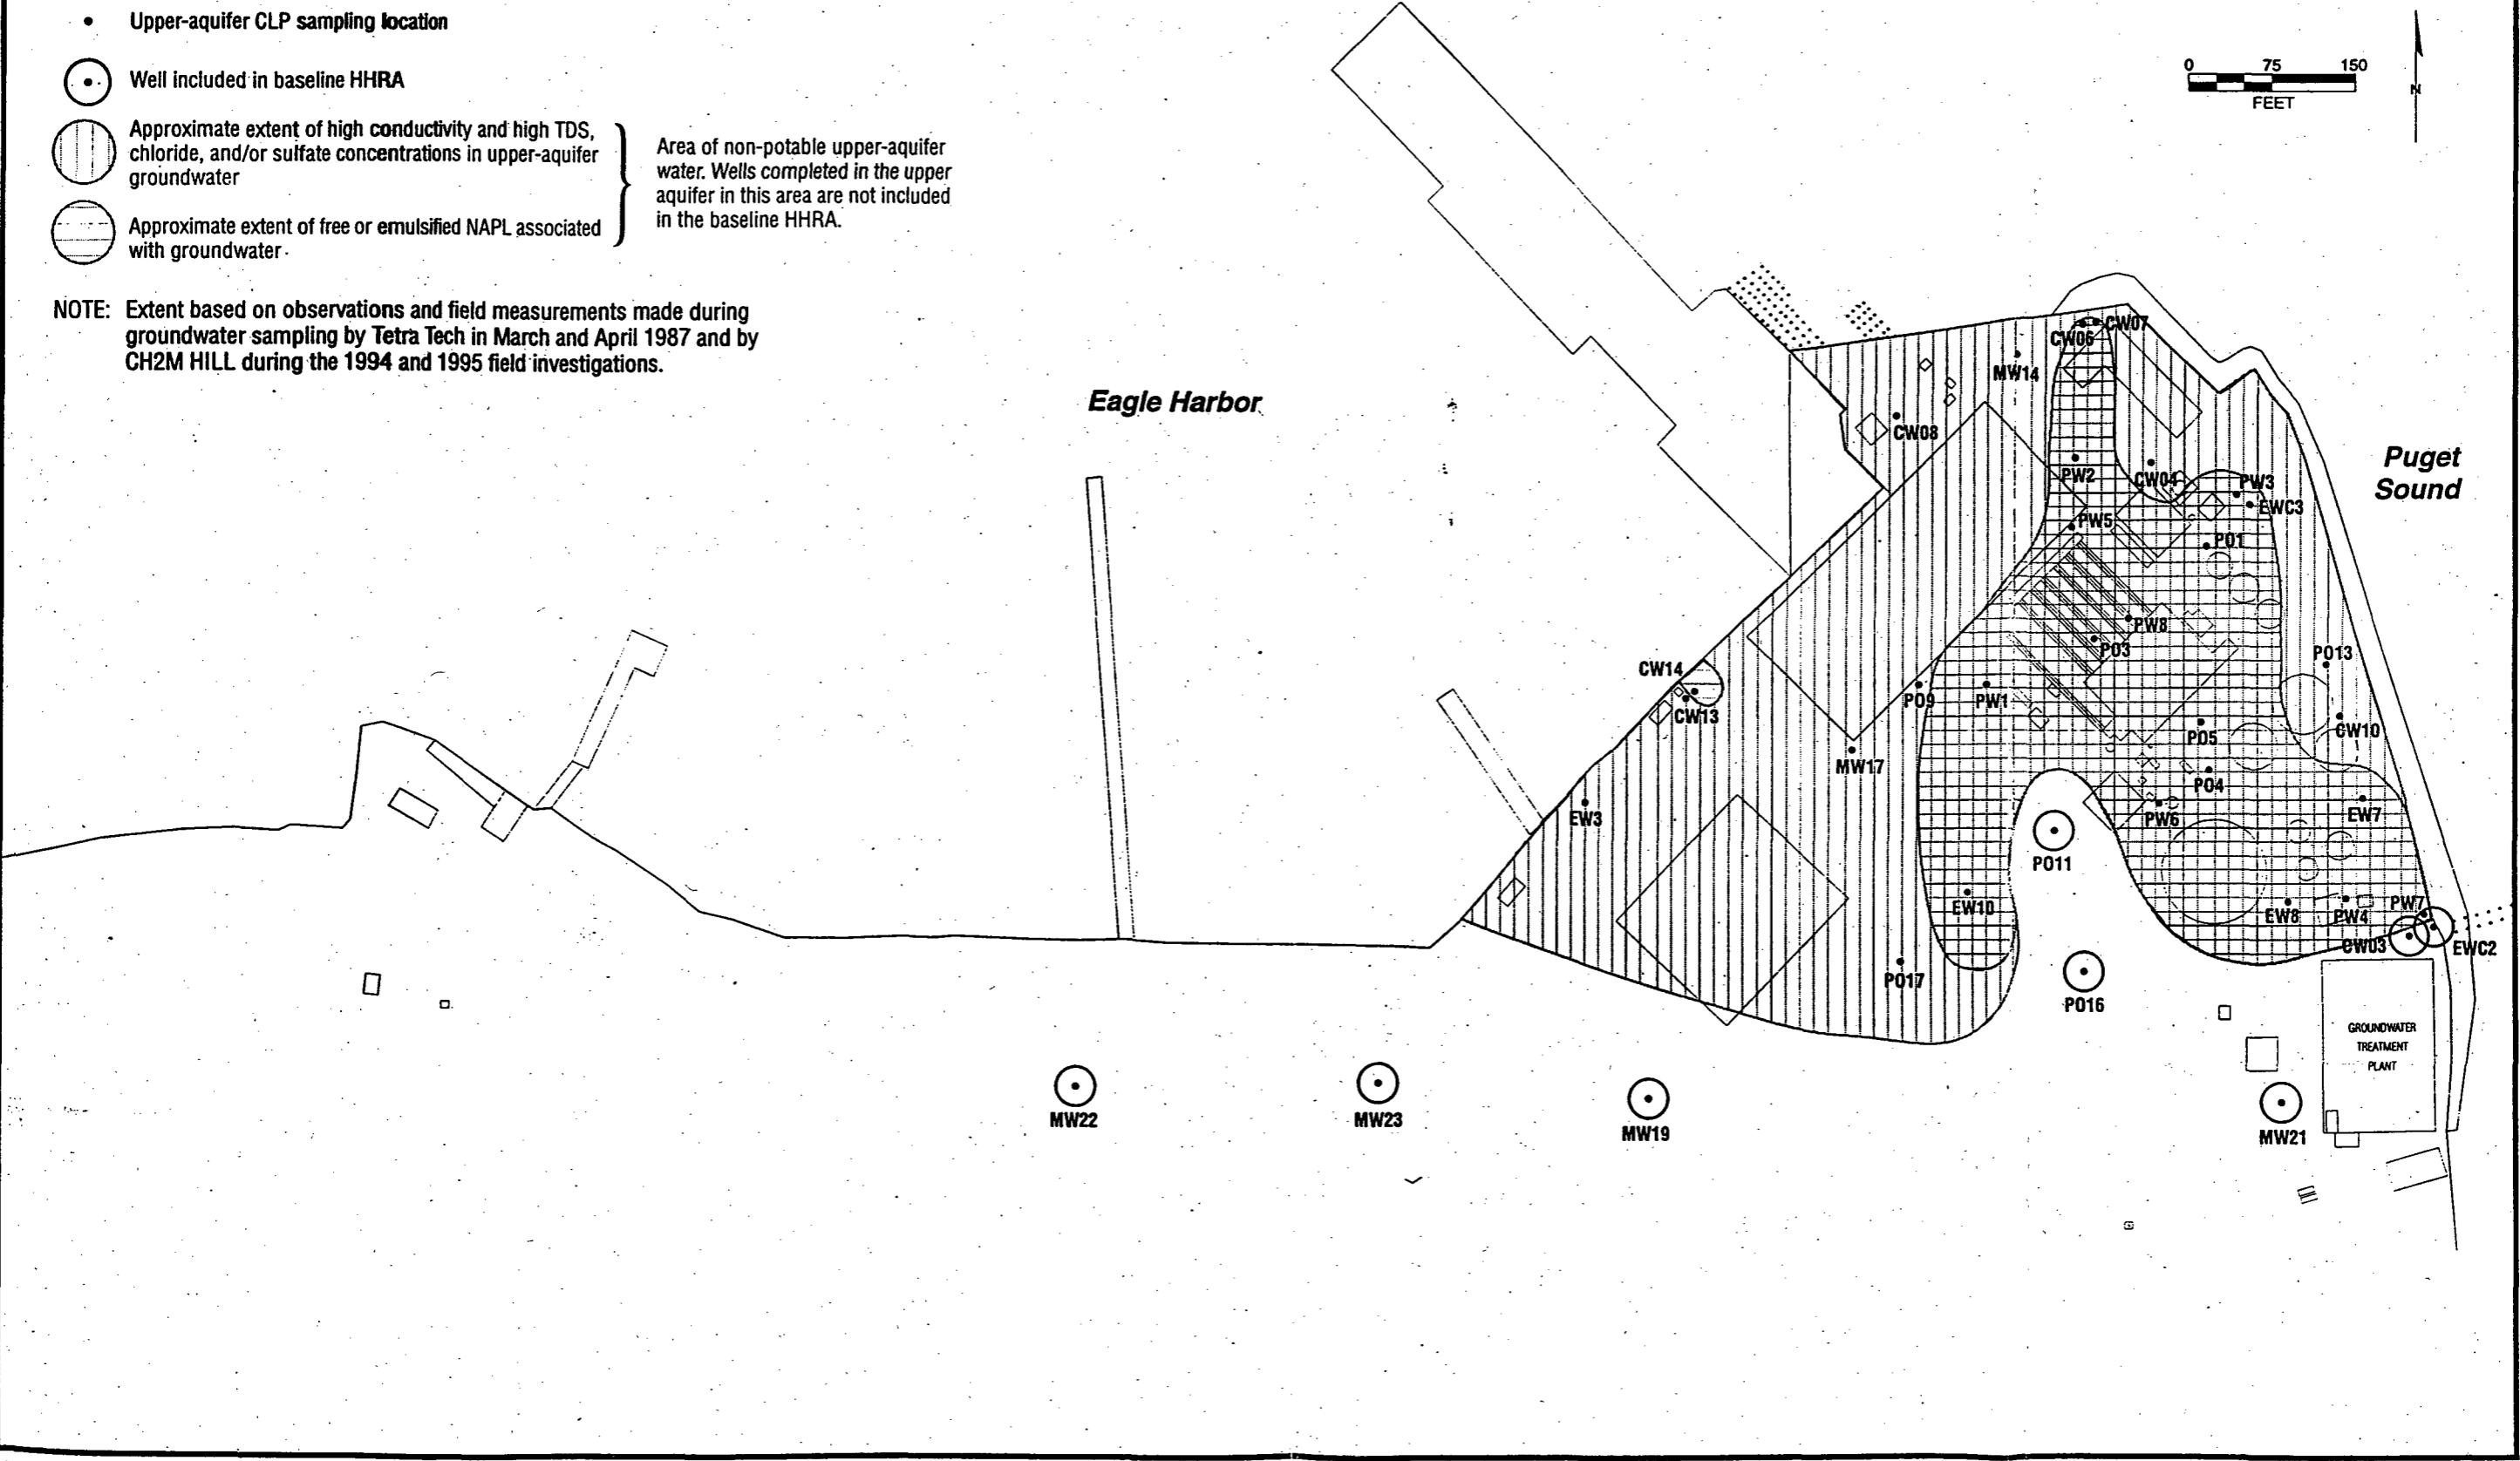 Upper-aquifer CLP sampling location
Well included in baseline HHRA
Approximate extent of high conductivity and high TDS,
chloride, and/or sulfate concentrations in upper-aquifer
groundwater
Approximate extent of free or emulsified NAPL associated
with groundwater
Area of non-potable upper-aquifer
water. Wells completed in the upper
aquifer in this area are not included
in the baseline HHRA.
NOTE: Extent based on observations and field measurements made during
groundwater sampling by Tetra Tech in March and April 1987 and by
CH2M HILL during the 1994 and 1995 field investigations.
0 75 150
FEET
N
Eagle Harbor
Puget
Sound
CW07
CW06
MW14
CW08
PW2
CW04
PW3
EWC3
PW5
PO1
PW8
PO3
PO13
CW14
CW13
PO9
PW1
CW10
PO5
MW17
PO4
EW3
PW6
EW7
PO11
EW10
EW8
PW4
PW7
CW03
EWC2
PO17
PO16
GROUNDWATER
TREATMENT
PLANT
MW22
MW23
MW19
MW21